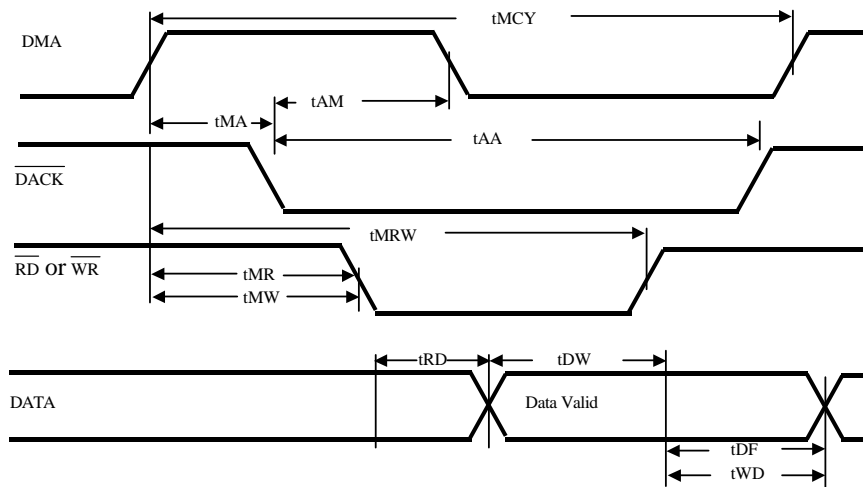 tMCY
DMA
tAM
tMA
tAA
DACK
tMRW
RD or WR
tMR
tMW
tRD
tDW
DATA
Data Valid
tDF
tWD